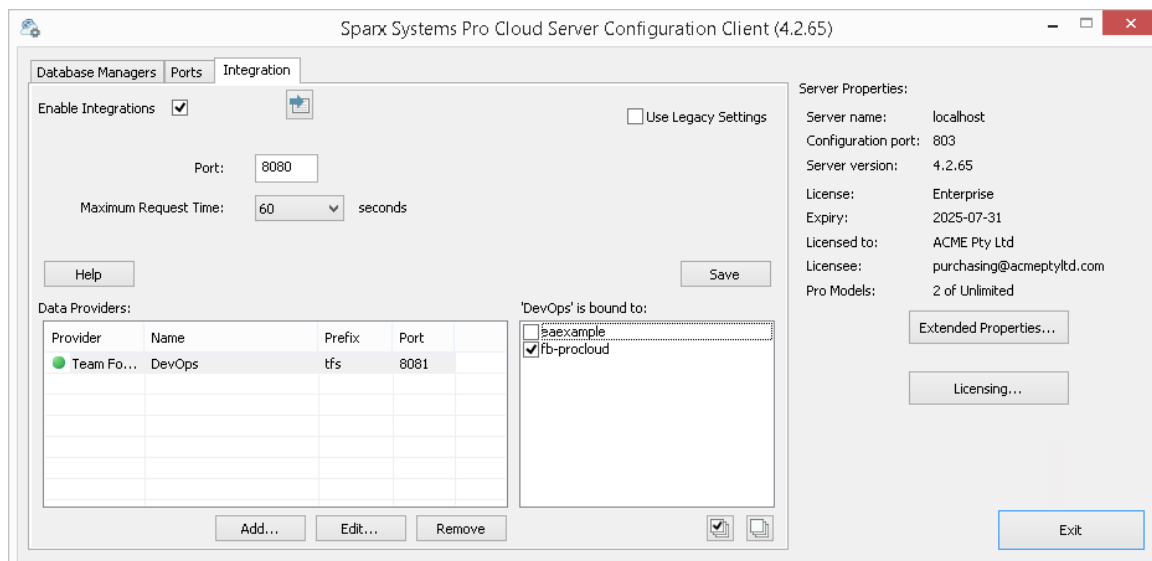 Sparx Systems Pro Cloud Server Configuration Client (4.2.65)
Database Managers Ports Integration
Enable Integrations
Use Legacy Settings
Port: 8080
Maximum Request Time: 60 seconds
Help Save
Data Providers:
Provider Name Prefix Port
Team Fo... DevOps tfs 8081
Add... Edit... Remove
'DevOps' is bound to:
eaexample
fb-procloud
Server Properties:
Server name: localhost
Configuration port: 803
Server version: 4.2.65
License: Enterprise
Expiry: 2025-07-31
Licensed to: ACME Pty Ltd
Licensee: purchasing@acmeptyltd.com
Pro Models: 2 of Unlimited
Extended Properties...
Licensing...
Exit